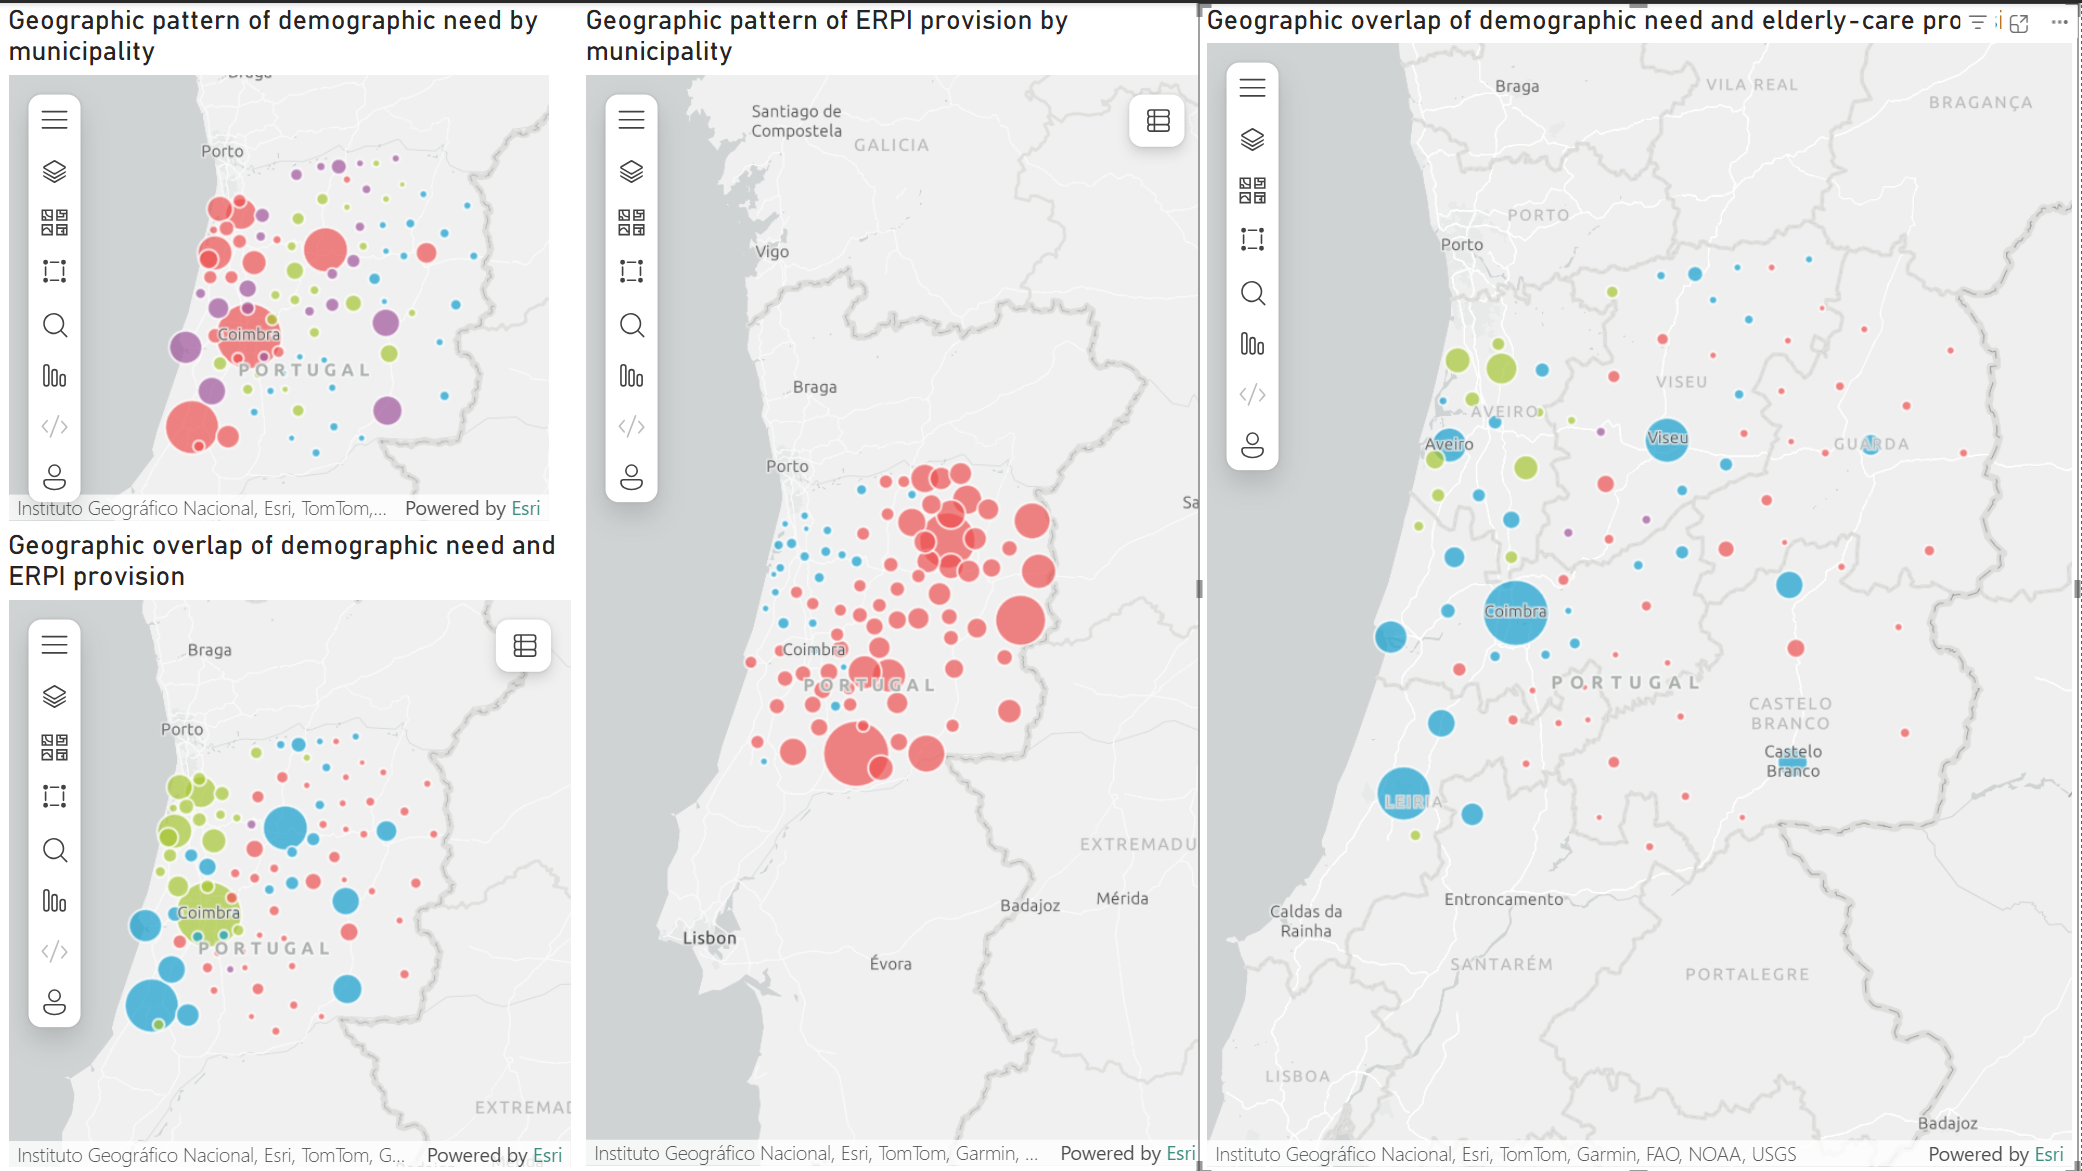 Geographic pattern of demographic need by
municipality
Porto
Coimbra
PORTUGAL
Instituto Geográfico Nacional, Esri, TomTom,...
Powered by Esri
Geographic overlap of demographic need and
ERPI provision
Braga
Porto
Coimbra
PORTUGAL
EXTREMAD
Instituto Geográfico Nacional, Esri, TomTom, G...
Powered by Esri
Geographic pattern of ERPI provision by
municipality
Santiago de
Compostela
GALICIA
Vigo
Braga
Porto
Sa
Coimbra
PORTUGAL
EXTREMADU
Mérida
Badajoz
Lisbon
Évora
Instituto Geográfico Nacional, Esri, TomTom, Garmin, ...
Powered by Esri
Geographic overlap of demographic need and elderly-care pro
Braga
VILA REAL
BRAGANÇA
PORTO
Porto
VISEU
AVEIRO
Aveiro
Viseu
GUARDA
Coimbra
PORTUGAL
CASTELO
BRANCO
Castelo
Branco
LEIRIA
Entroncamento
Caldas da
Rainha
SANTARÉM
PORTALEGRE
LISBOA
Badajoz
Instituto Geográfico Nacional, Esri, TomTom, Garmin, FAO, NOAA, USGS
Powered by Esri